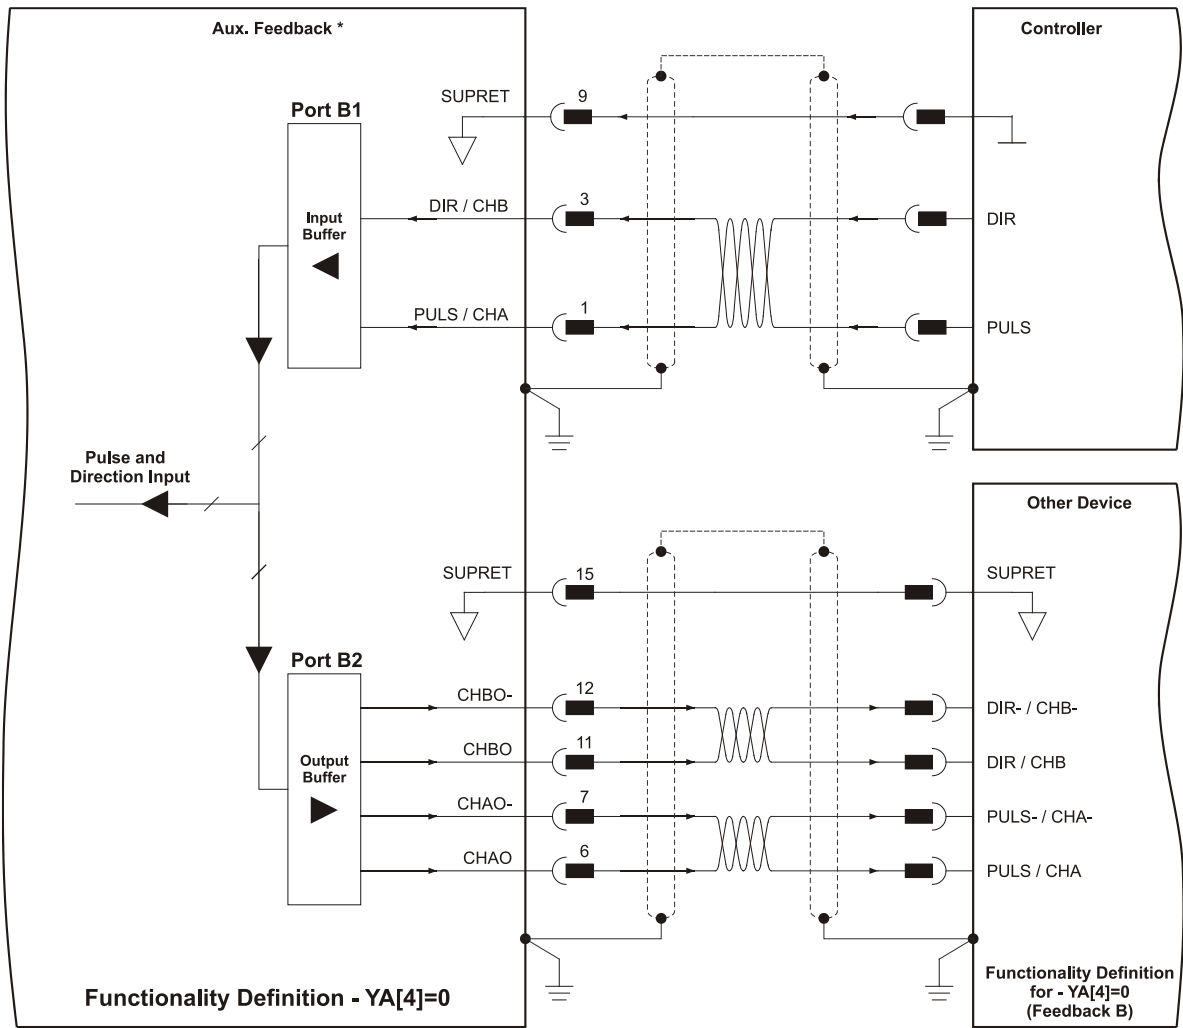 Aux. Feedback *
Controller
SUPRET
9
Port B1
DIR / CHB
3
DIR
Input
Buffer
PULS / CHA
1
PULS
Pulse and
Direction Input
Other Device
SUPRET
15
SUPRET
Port B2
CHBO-
12
DIR- / CHB-
CHBO
11
DIR / CHB
Output
Buffer
CHAO-
7
PULS- / CHA-
CHAO
6
PULS / CHA
Functionality Definition - YA[4]=0
Functionality Definition
for - YA[4]=0
(Feedback B)